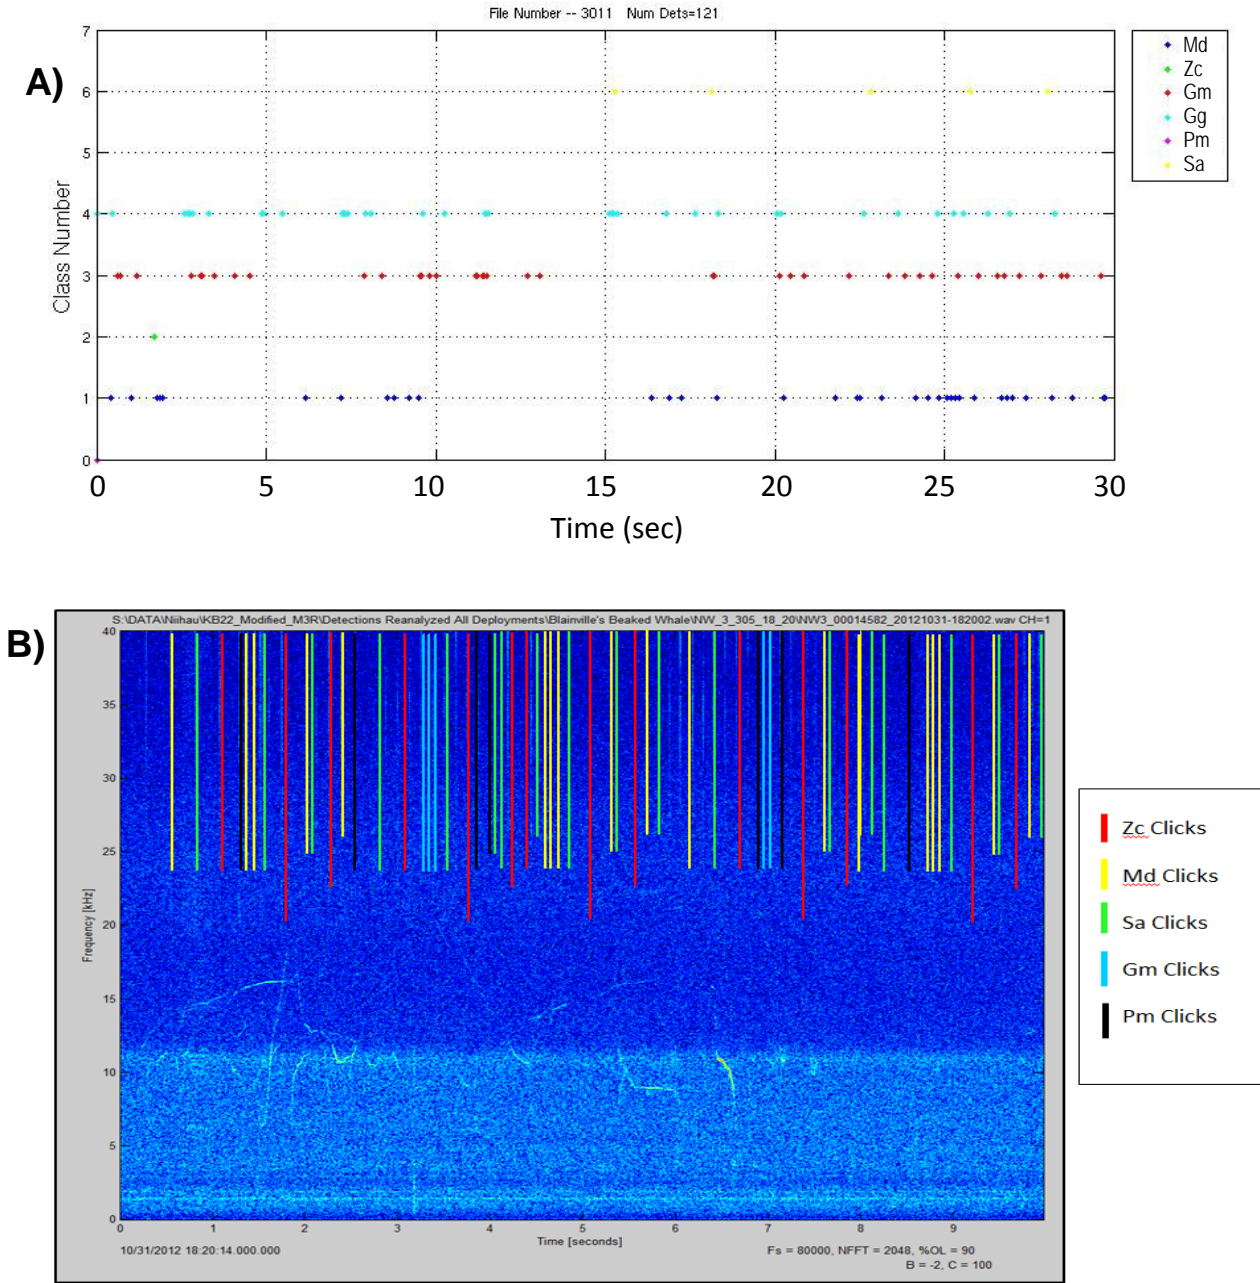 File Number -- 3011 Num Dets=121
A)
7
6
5
4
3
2
1
0
Class Number
0 5 10 15 20 25 30
Time (sec)
Md
Zc
Gm
Gg
Pm
Sa
B)
S:\DATA\Niihau\KB22_Modified_M3R\Detections Reanalyzed All Deployments\Blainville's Beaked Whale\NW_3_305_18_20\NW3_00014582_20121031-182002.wav CH=1
40
35
30
25
20
15
10
5
0
Frequency [kHz]
0 1 2 3 4 5 6 7 8 9
Time [seconds]
10/31/2012 18:20:14.000.000
Fs = 80000, NFFT = 2048, %OL = 90
B = -2, C = 100
Zc Clicks
Md Clicks
Sa Clicks
Gm Clicks
Pm Clicks